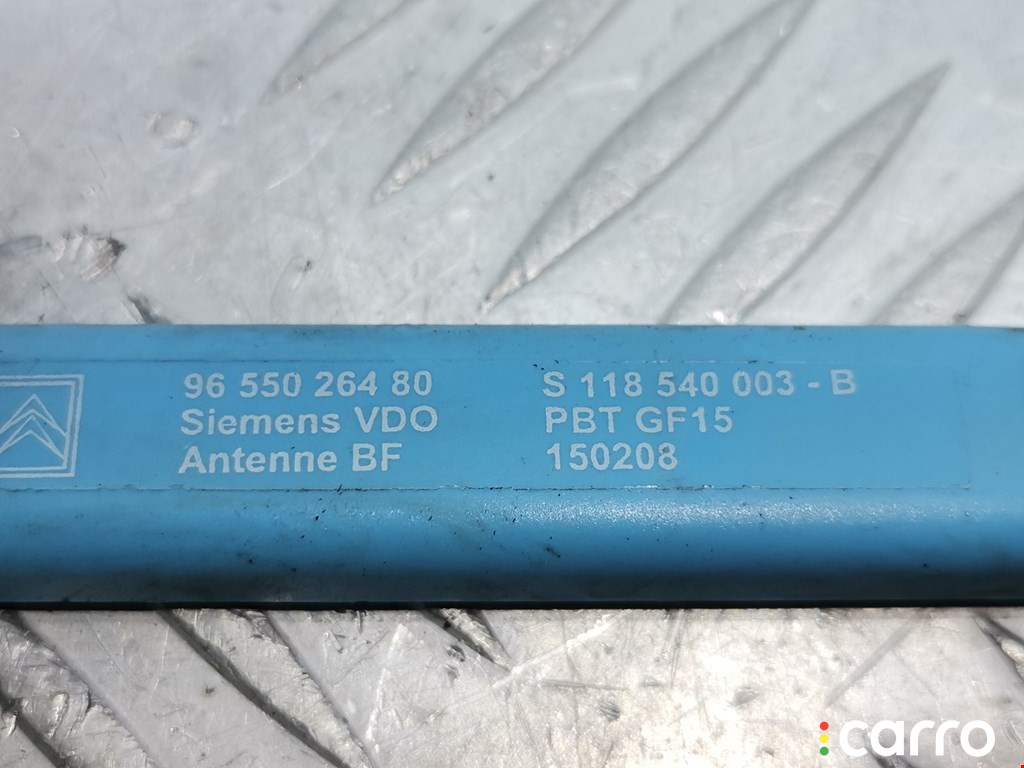 96 550 264 80
Siemens VDO
Antenne BF
S 118 540 003 - B
PBT GF15
150208
carro